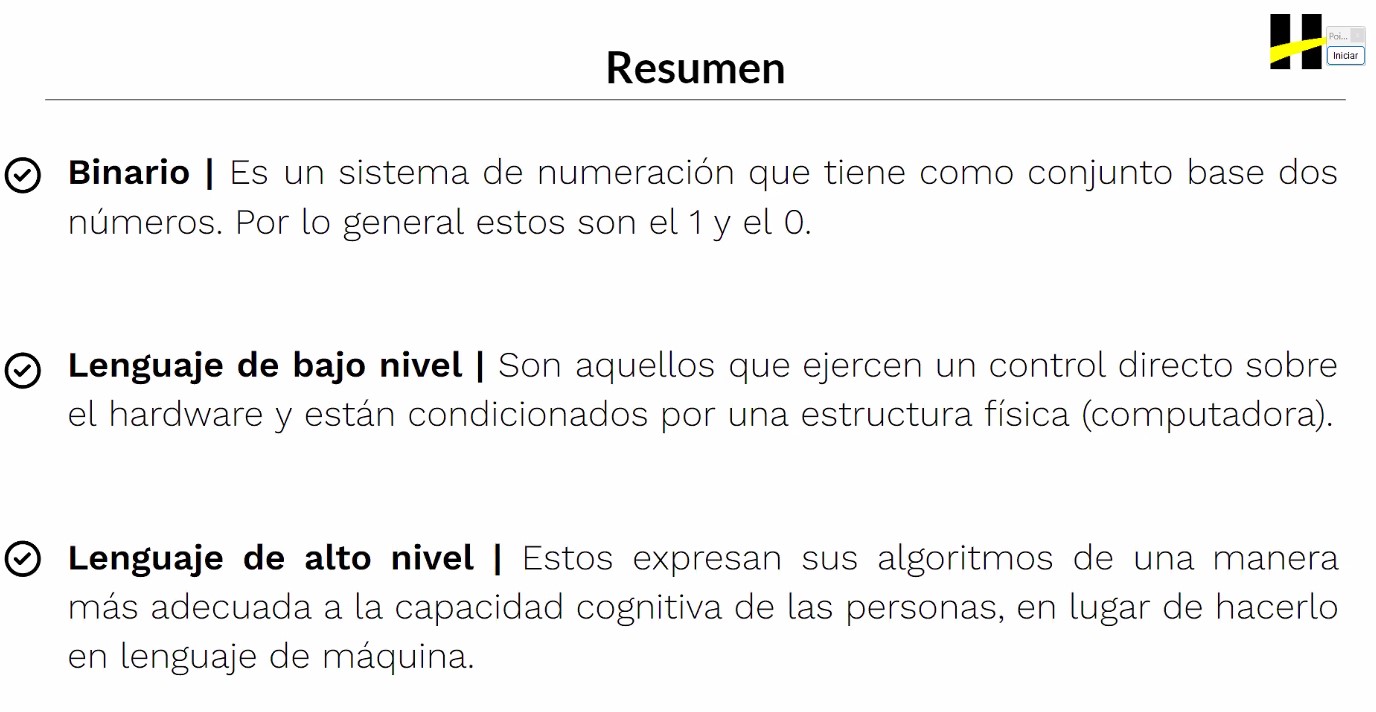 Resumen
Poi...
Iniciar
Binario | Es un sistema de numeración que tiene como conjunto base dos
números. Por lo general estos son el 1 y el 0.
Lenguaje de bajo nivel | Son aquellos que ejercen un control directo sobre
el hardware y están condicionados por una estructura física (computadora).
Lenguaje de alto nivel | Estos expresan sus algoritmos de una manera
más adecuada a la capacidad cognitiva de las personas, en lugar de hacerlo
en lenguaje de máquina.